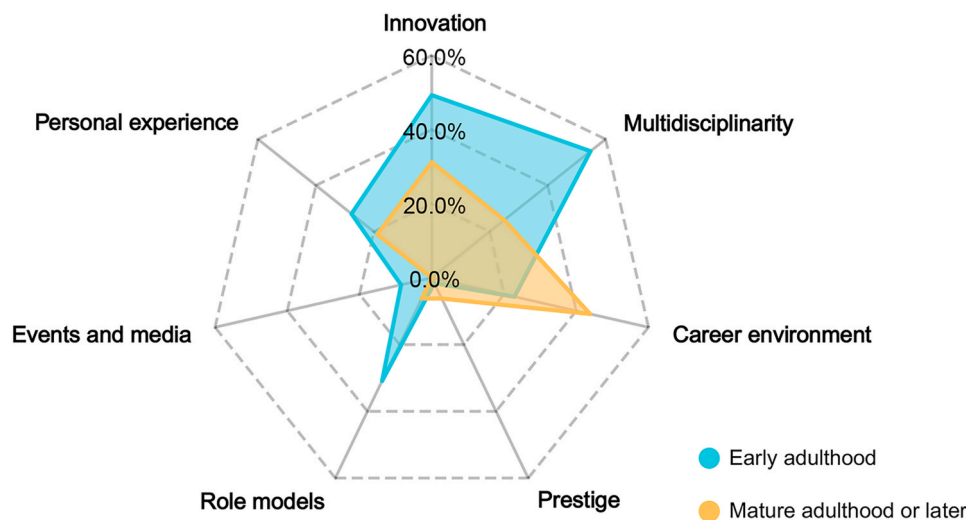 Innovation
60.0%
Personal experience
40.0%
Multidisciplinarity
20.0%
0.0%
Events and media
Career environment
Role models
Prestige
Early adulthood
Mature adulthood or later